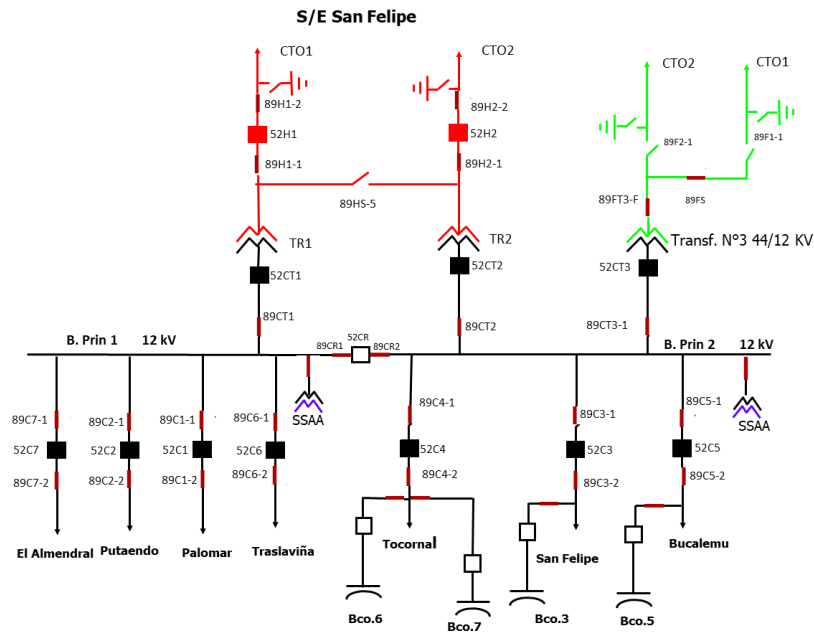 S/E San Felipe
CTO1
CTO2
CTO2
CTO1
89H1-2
89H2-2
52H1
52H2
89F2-1
89F1-1
89H1-1
89H2-1
89HS-5
89FT3-F
89FS
TR1
TR2
Transf. N°3 44/12 KV
52CT1
52CT2
52CT3
89CT1
89CT2
89CT3-1
B. Prin 1
12 kV
52CR
89CR1
89CR2
B. Prin 2
12 kV
89C7-1
89C2-1
89C1-1
89C6-1
SSAA
89C4-1
89C3-1
89C5-1
SSAA
52C7
52C2
52C1
52C6
52C4
52C3
52C5
89C7-2
89C2-2
89C1-2
89C6-2
89C4-2
89C3-2
89C5-2
El Almendral
Putaendo
Palomar
Traslaviña
Tocornal
San Felipe
Bucalemu
Bco.6
Bco.7
Bco.3
Bco.5